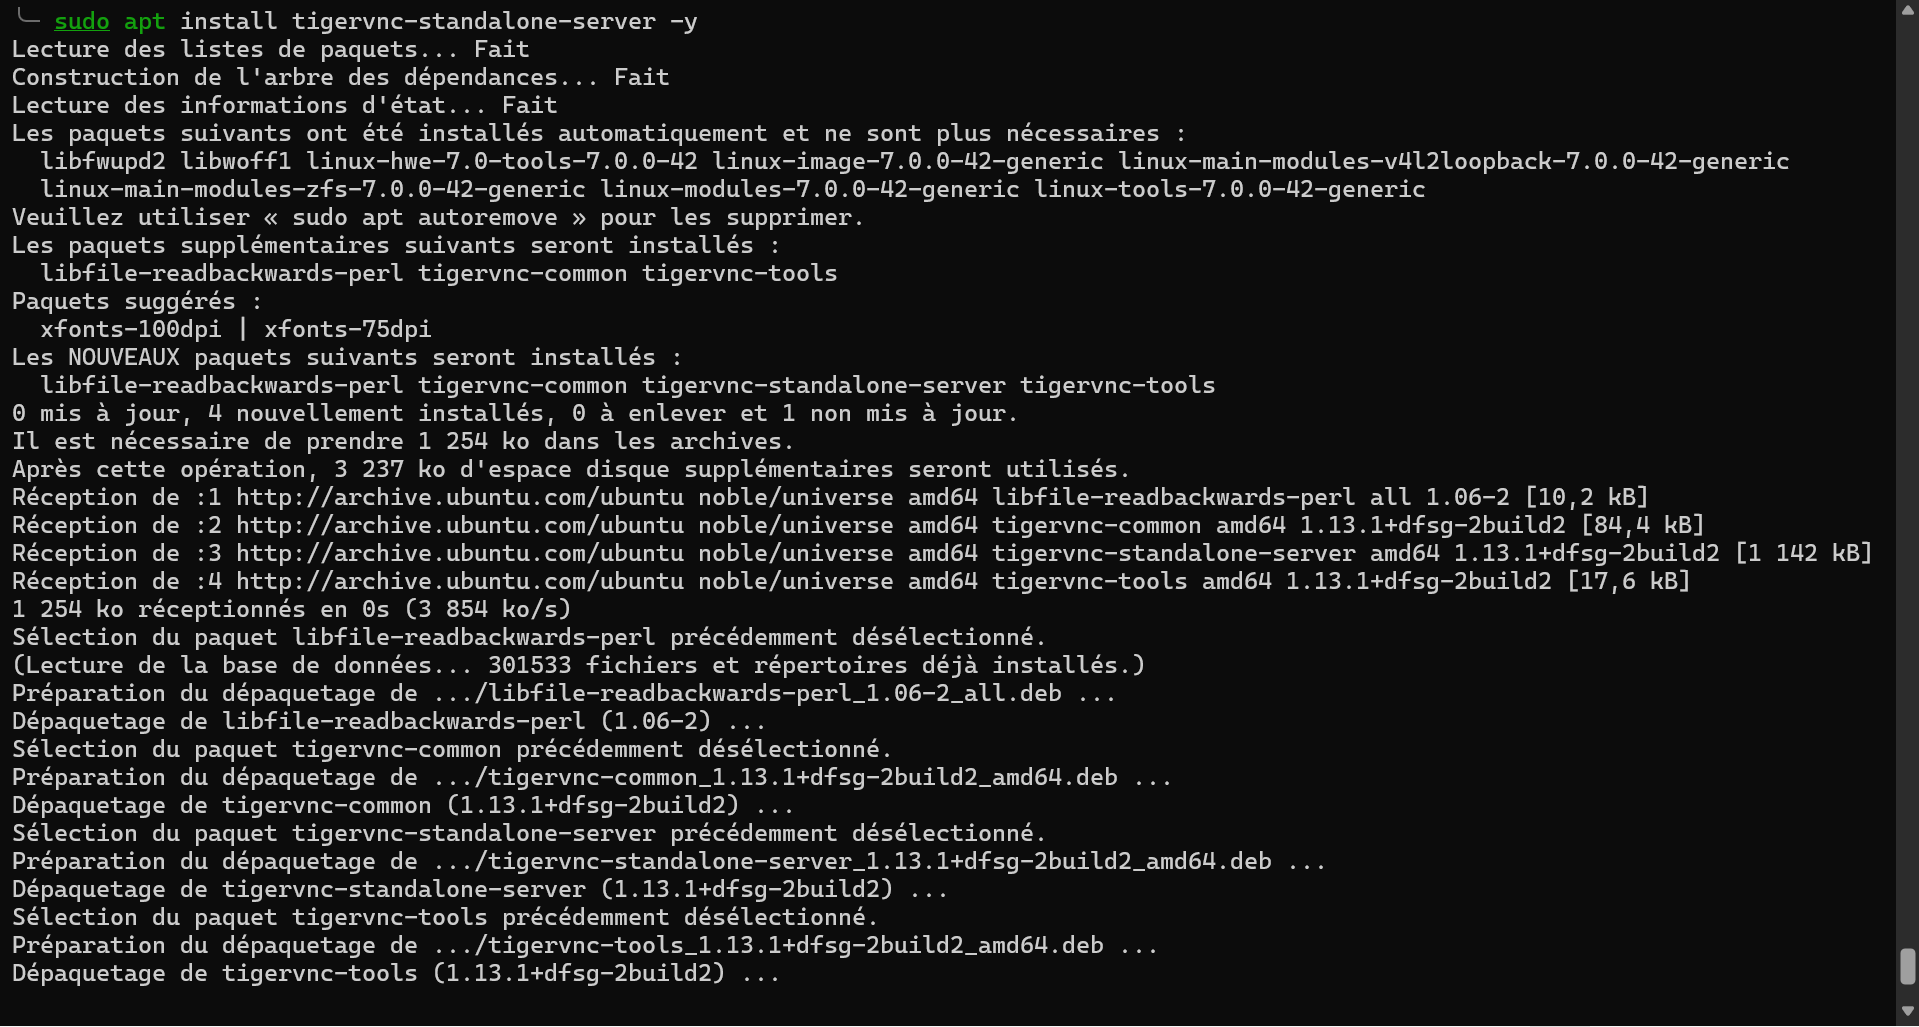 sudo apt install tigervnc-standalone-server -y
Lecture des listes de paquets... Fait
Construction de l'arbre des dépendances... Fait
Lecture des informations d'état... Fait
Les paquets suivants ont été installés automatiquement et ne sont plus nécessaires :
  libfwupd2 libwoff1 linux-hwe-7.0-tools-7.0.0-42 linux-image-7.0.0-42-generic linux-main-modules-v4l2loopback-7.0.0-42-generic
  linux-main-modules-zfs-7.0.0-42-generic linux-modules-7.0.0-42-generic linux-tools-7.0.0-42-generic
Veuillez utiliser « sudo apt autoremove » pour les supprimer.
Les paquets supplémentaires suivants seront installés :
  libfile-readbackwards-perl tigervnc-common tigervnc-tools
Paquets suggérés :
  xfonts-100dpi | xfonts-75dpi
Les NOUVEAUX paquets suivants seront installés :
  libfile-readbackwards-perl tigervnc-common tigervnc-standalone-server tigervnc-tools
0 mis à jour, 4 nouvellement installés, 0 à enlever et 1 non mis à jour.
Il est nécessaire de prendre 1 254 ko dans les archives.
Après cette opération, 3 237 ko d'espace disque supplémentaires seront utilisés.
Réception de :1 http://archive.ubuntu.com/ubuntu noble/universe amd64 libfile-readbackwards-perl all 1.06-2 [10,2 kB]
Réception de :2 http://archive.ubuntu.com/ubuntu noble/universe amd64 tigervnc-common amd64 1.13.1+dfsg-2build2 [84,4 kB]
Réception de :3 http://archive.ubuntu.com/ubuntu noble/universe amd64 tigervnc-standalone-server amd64 1.13.1+dfsg-2build2 [1 142 kB]
Réception de :4 http://archive.ubuntu.com/ubuntu noble/universe amd64 tigervnc-tools amd64 1.13.1+dfsg-2build2 [17,6 kB]
1 254 ko réceptionnés en 0s (3 854 ko/s)
Sélection du paquet libfile-readbackwards-perl précédemment désélectionné.
(Lecture de la base de données... 301533 fichiers et répertoires déjà installés.)
Préparation du dépaquetage de .../libfile-readbackwards-perl_1.06-2_all.deb ...
Dépaquetage de libfile-readbackwards-perl (1.06-2) ...
Sélection du paquet tigervnc-common précédemment désélectionné.
Préparation du dépaquetage de .../tigervnc-common_1.13.1+dfsg-2build2_amd64.deb ...
Dépaquetage de tigervnc-common (1.13.1+dfsg-2build2) ...
Sélection du paquet tigervnc-standalone-server précédemment désélectionné.
Préparation du dépaquetage de .../tigervnc-standalone-server_1.13.1+dfsg-2build2_amd64.deb ...
Dépaquetage de tigervnc-standalone-server (1.13.1+dfsg-2build2) ...
Sélection du paquet tigervnc-tools précédemment désélectionné.
Préparation du dépaquetage de .../tigervnc-tools_1.13.1+dfsg-2build2_amd64.deb ...
Dépaquetage de tigervnc-tools (1.13.1+dfsg-2build2) ...